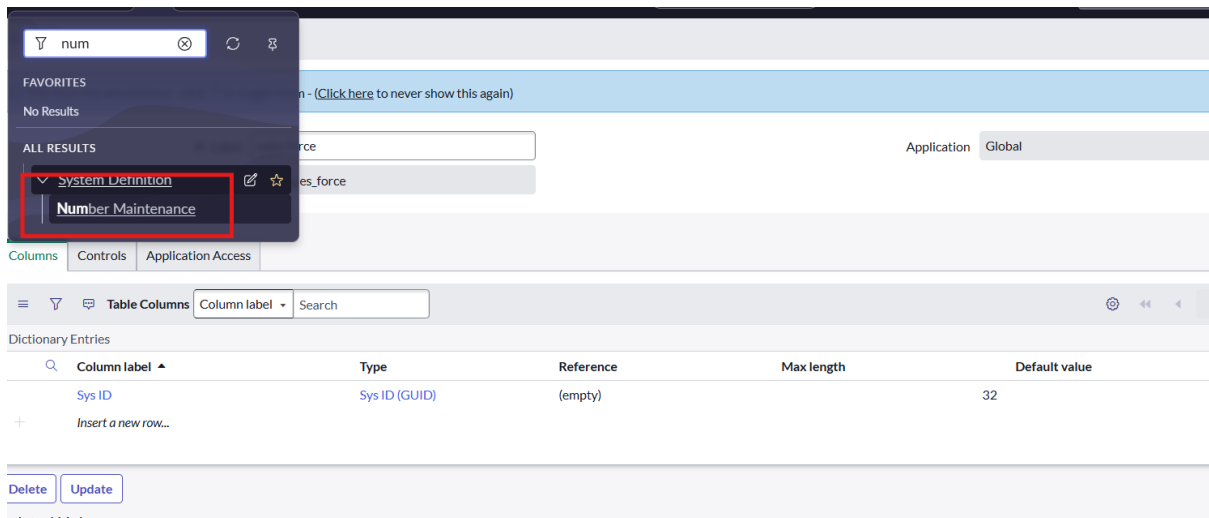 num
FAVORITES
No Results
ALL RESULTS
System Definition
Number Maintenance
- (Click here to never show this again)
rce
Application Global
es_force
Columns Controls Application Access
Table Columns Column label Search
Dictionary Entries
Column label Type Reference Max length Default value
Sys ID Sys ID (GUID) (empty) 32
Insert a new row...
Delete Update